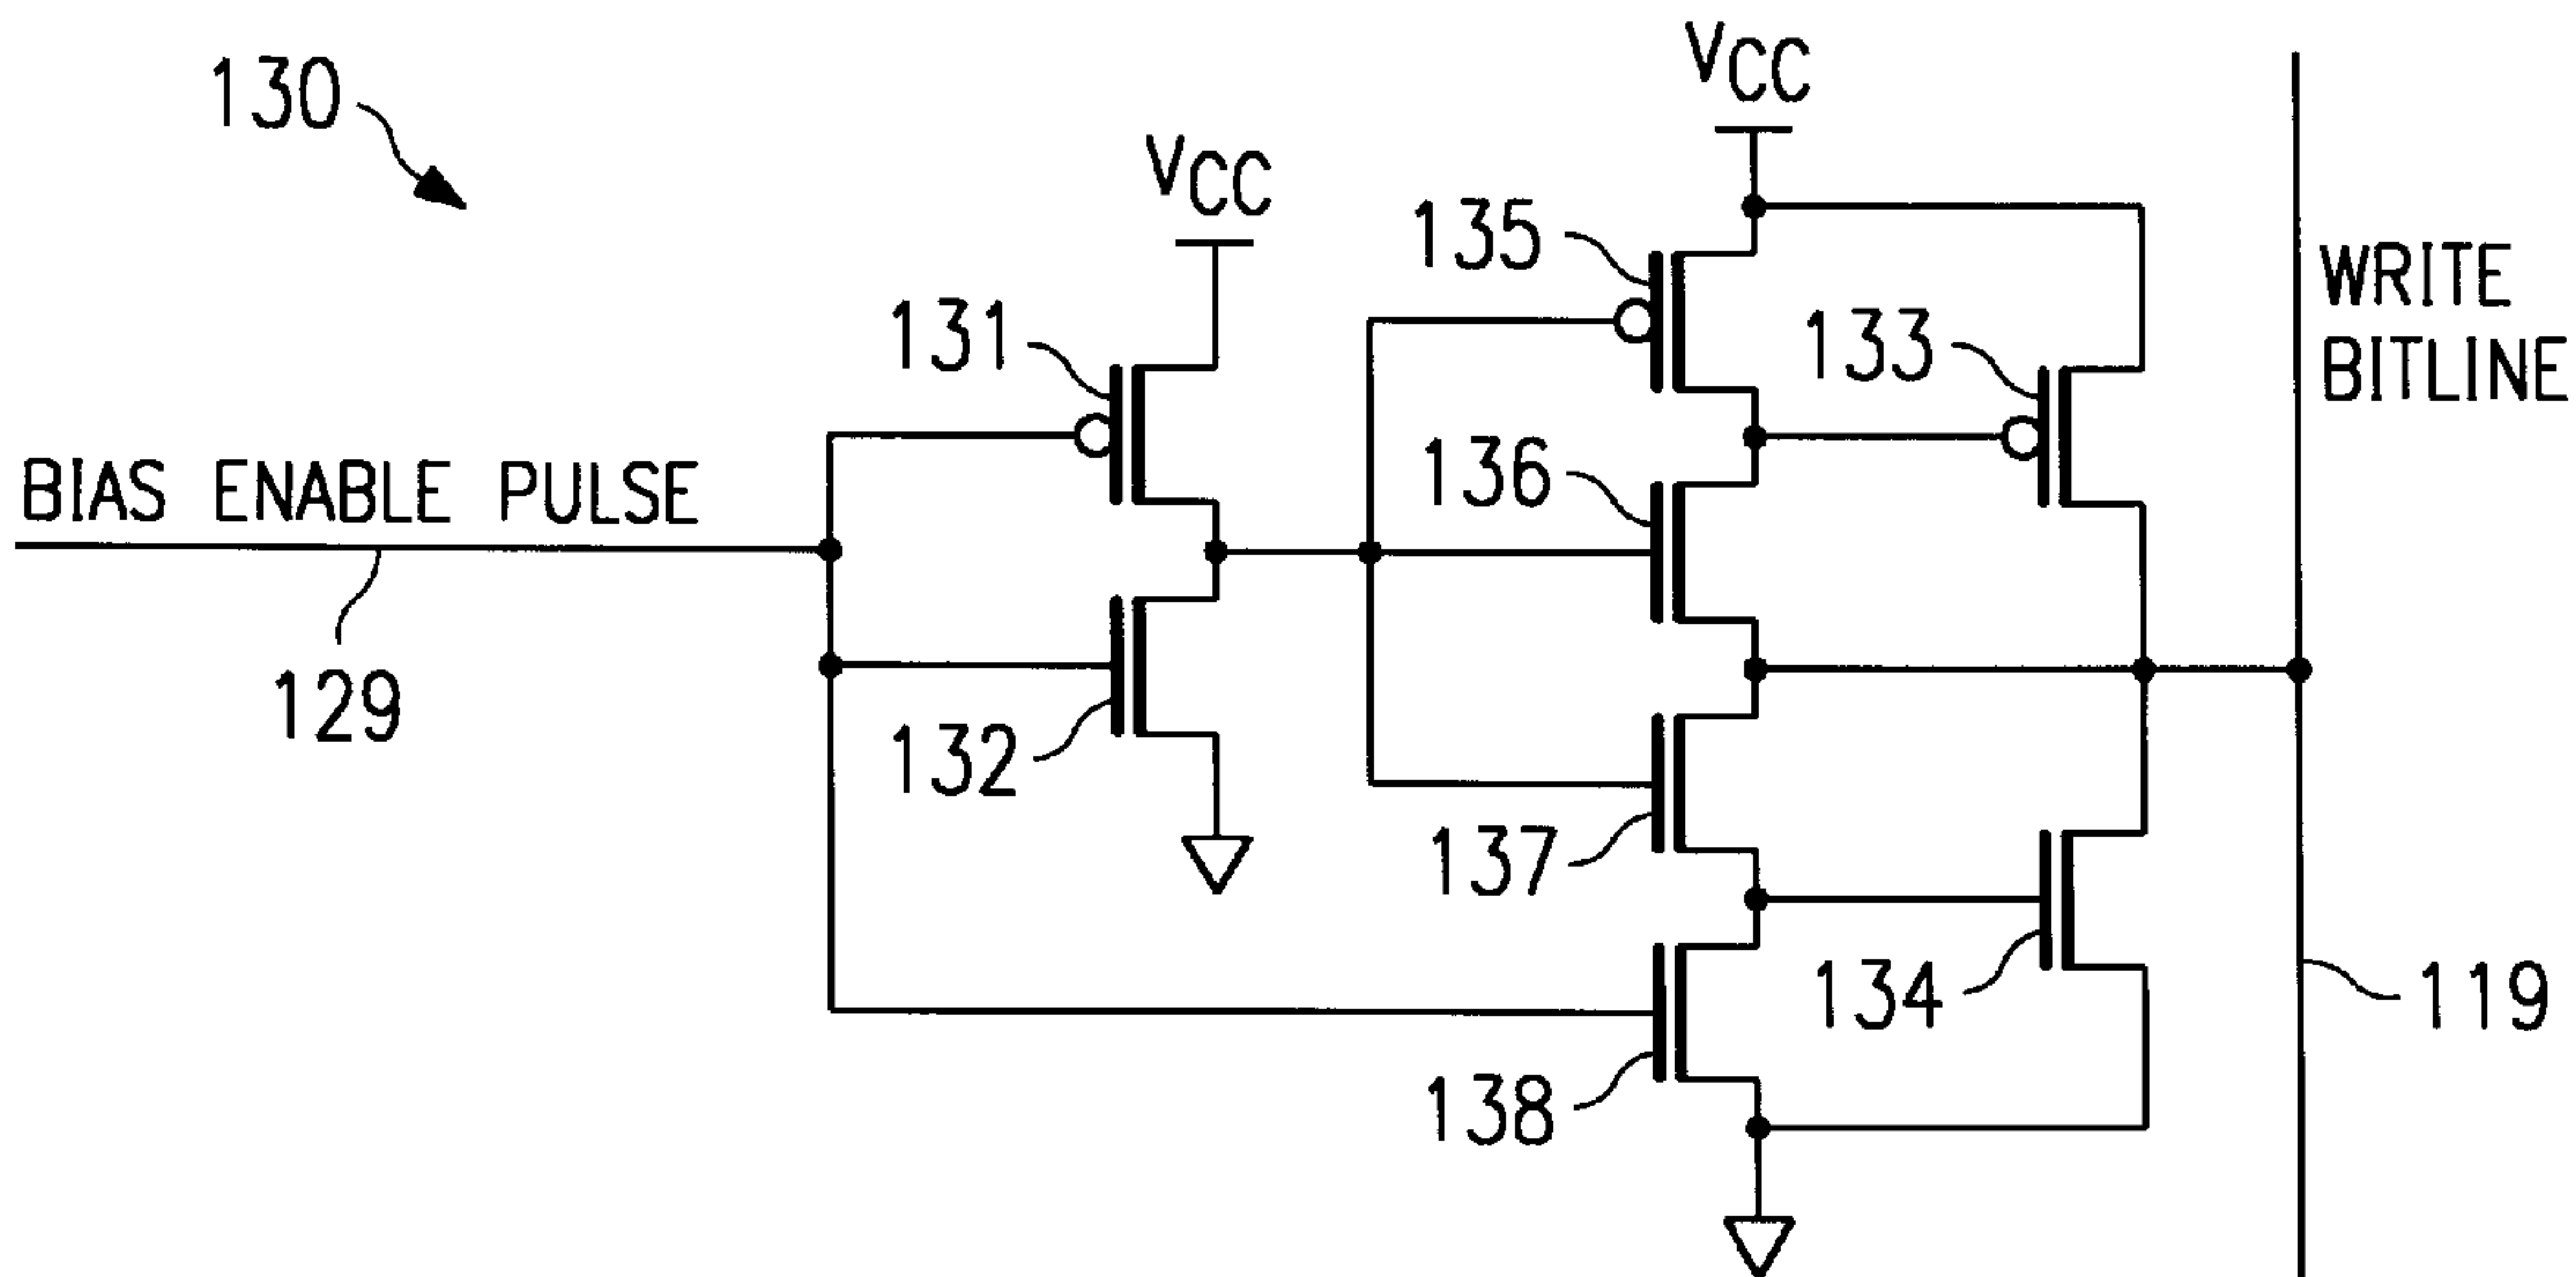 130
VCC
VCC
135
WRITE
BITLINE
131
133
136
BIAS ENABLE PULSE
129
132
137
134
119
138